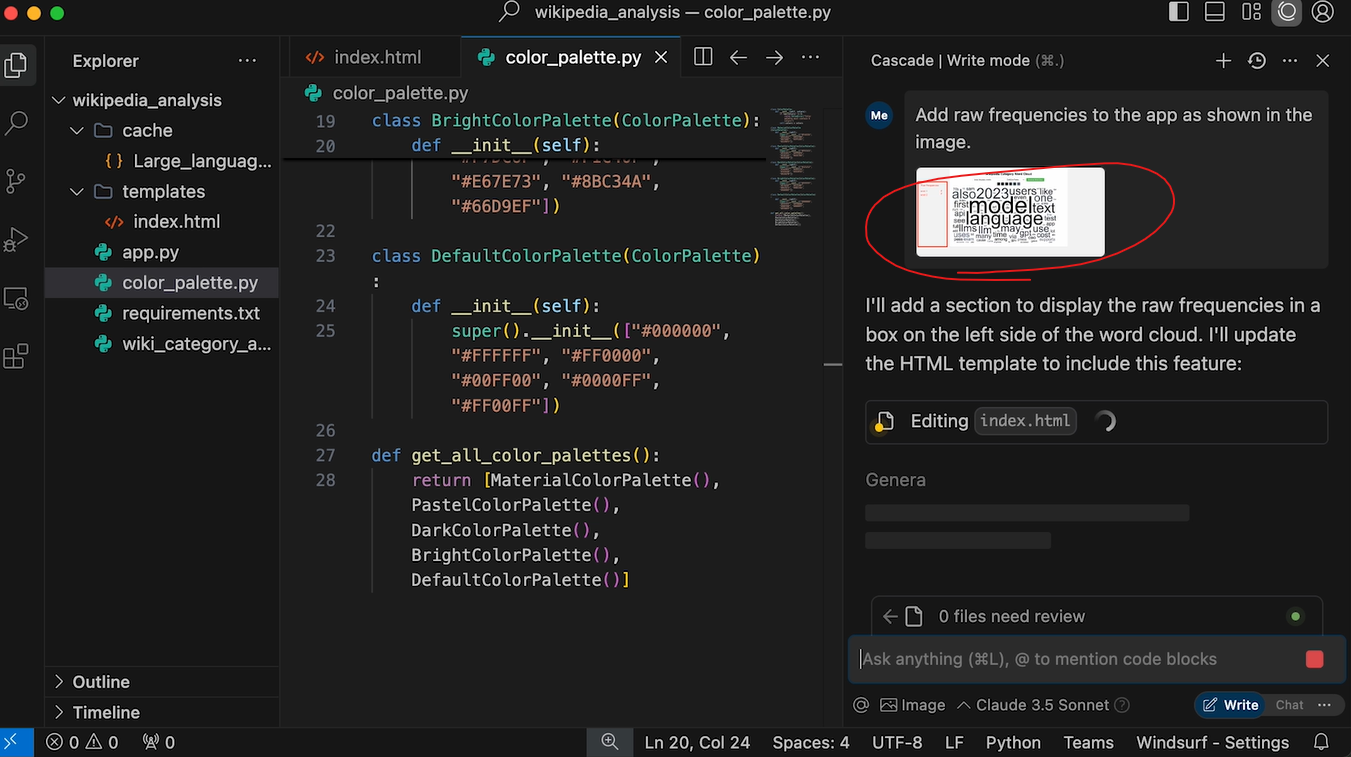 wikipedia_analysis — color_palette.py
Explorer
wikipedia_analysis
cache
{} Large_languag...
templates
index.html
app.py
color_palette.py
requirements.txt
wiki_category_a...
Outline
Timeline
index.html
color_palette.py
color_palette.py
19 class BrightColorPalette(ColorPalette):
20 def __init__(self):
"#E67E73", "#8BC34A",
"#66D9EF"])
22
23 class DefaultColorPalette(ColorPalette)
:
24 def __init__(self):
25 super().__init__(["#000000",
"#FFFFFF", "#FF0000",
"#00FF00", "#0000FF",
"#FF00FF"])
26
27 def get_all_color_palettes():
28 return [MaterialColorPalette(),
PastelColorPalette(),
DarkColorPalette(),
BrightColorPalette(),
DefaultColorPalette()]
Cascade | Write mode (⌘.)
Me
Add raw frequencies to the app as shown in the
image.
also 2023 users like
first even one
model text
language
llms llm may use
many time gpt cost
I'll add a section to display the raw frequencies in a
box on the left side of the word cloud. I'll update
the HTML template to include this feature:
Editing index.html
Genera
0 files need review
Ask anything (⌘L), @ to mention code blocks
@ Image Claude 3.5 Sonnet ?
Write Chat
0 0 0
Ln 20, Col 24 Spaces: 4 UTF-8 LF Python Teams Windsurf - Settings